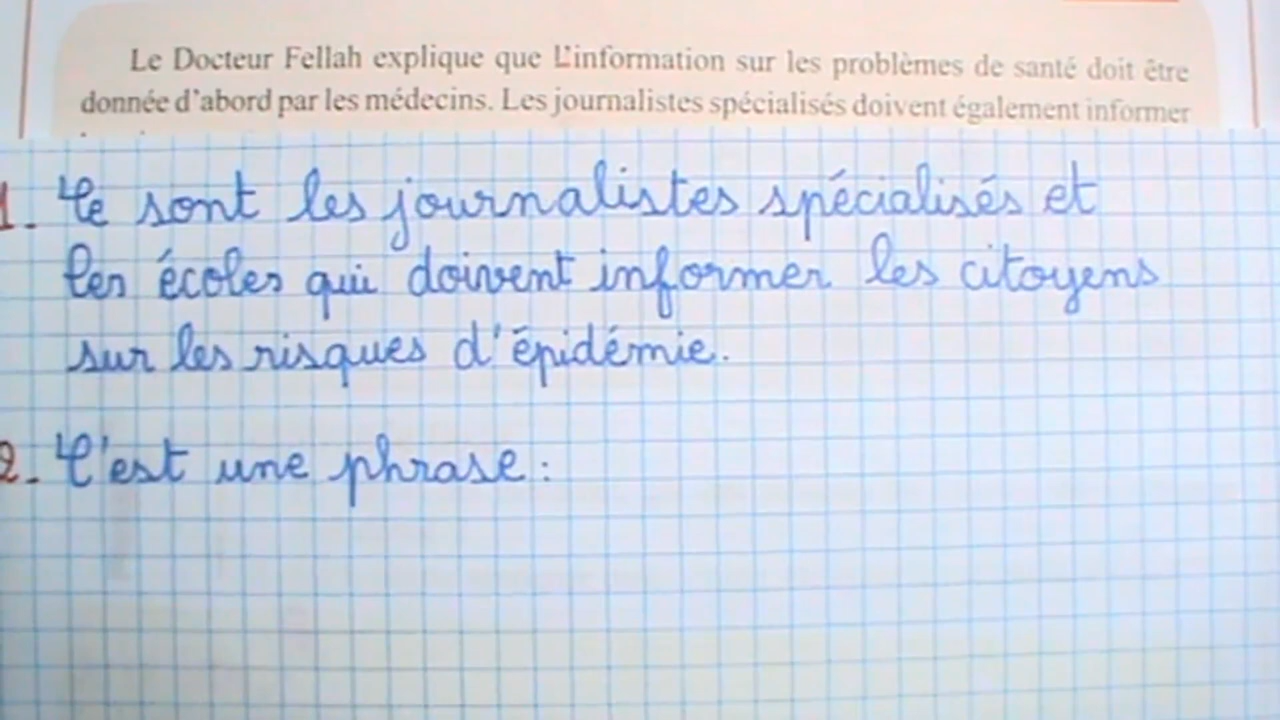 Le Docteur Fellah explique que L'information sur les problèmes de santé doit être
donnée d'abord par les médecins. Les journalistes spécialisés doivent également informer
1. Ce sont les journalistes spécialisés et
les écoles qui doivent informer les citoyens
sur les risques d'épidémie.
2. C'est une phrase :